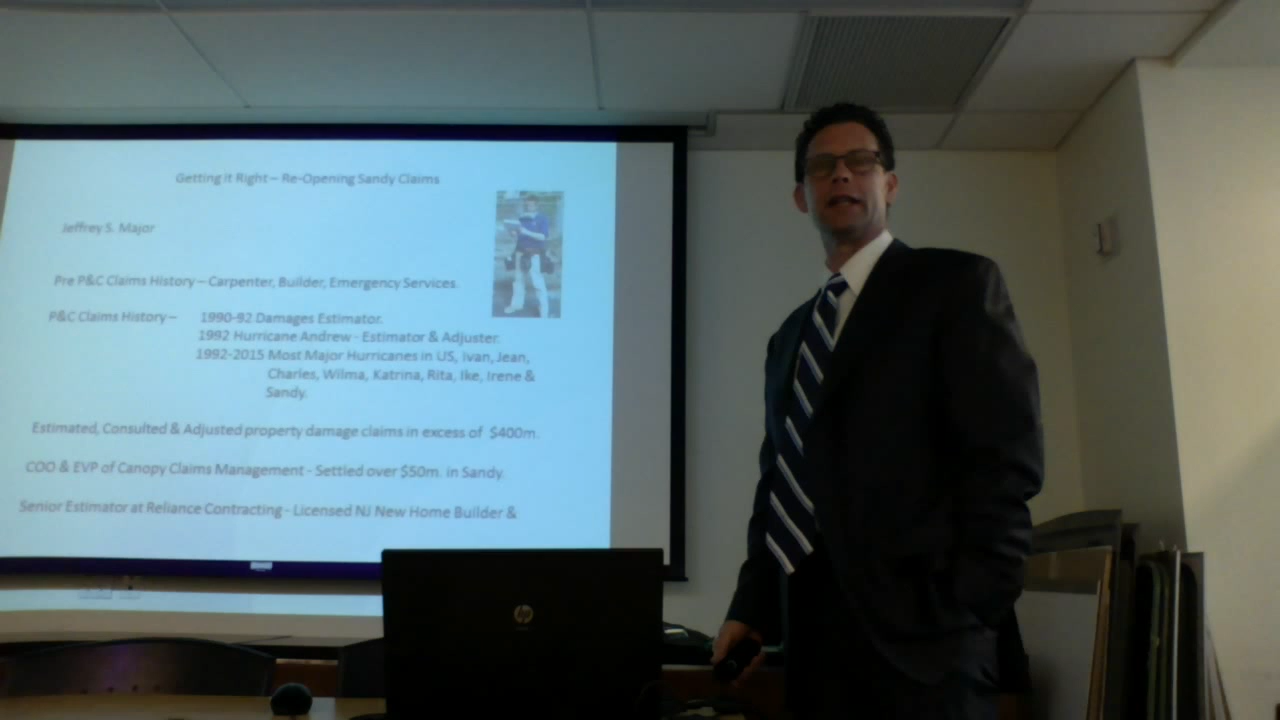 Getting it Right – Re-Opening Sandy Claims
Jeffrey S. Major
Pre P&C Claims History – Carpenter, Builder, Emergency Services.
P&C Claims History – 1990-92 Damages Estimator.
1992 Hurricane Andrew - Estimator & Adjuster.
1992-2015 Most Major Hurricanes in US, Ivan, Jean,
Charles, Wilma, Katrina, Rita, Ike, Irene &
Sandy.
Estimated, Consulted & Adjusted property damage claims in excess of $400m.
COO & EVP of Canopy Claims Management - Settled over $50m. in Sandy.
Senior Estimator at Reliance Contracting - Licensed NJ New Home Builder &
hp